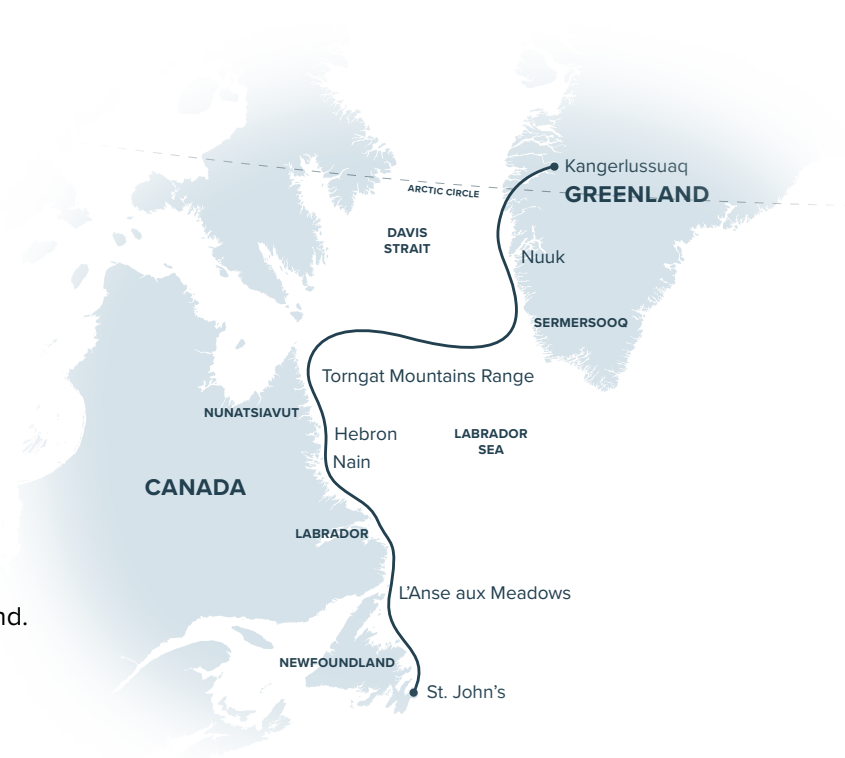 Kangerlussuaq
ARCTIC CIRCLE
GREENLAND
DAVIS
STRAIT
Nuuk
SERMERSOOQ
Torngat Mountains Range
NUNATSIAVUT
Hebron
LABRADOR
SEA
Nain
CANADA
LABRADOR
L’Anse aux Meadows
nd.
NEWFOUNDLAND
St. John’s